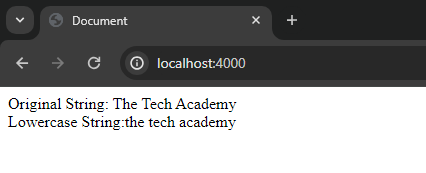 Document
localhost:4000
Original String: The Tech Academy
Lowercase String:the tech academy